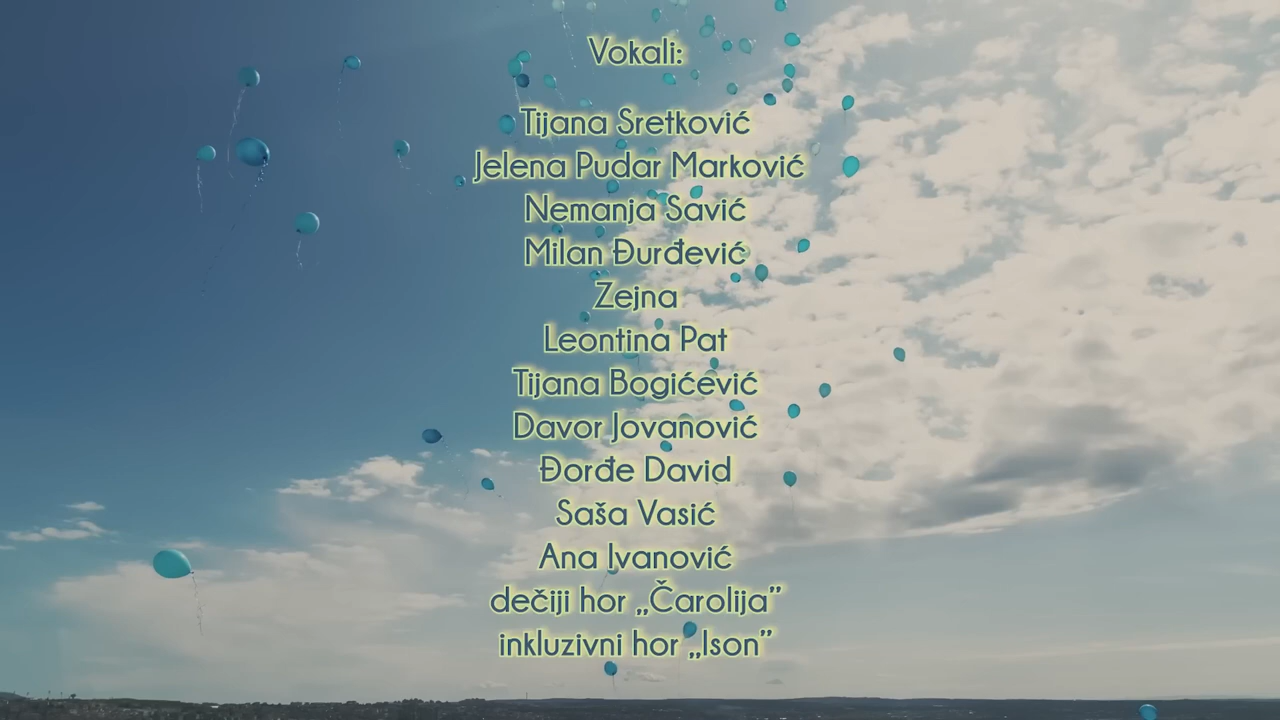 Vokali:
Tijana Sretković
Jelena Pudar Marković
Nemanja Savić
Milan Đurđević
Zejna
Leontina Pat
Tijana Bogićević
Davor Jovanović
Đorđe David
Saša Vasić
Ana Ivanović
dečiji hor „Čarolija”
inkluzivni hor „Ison”